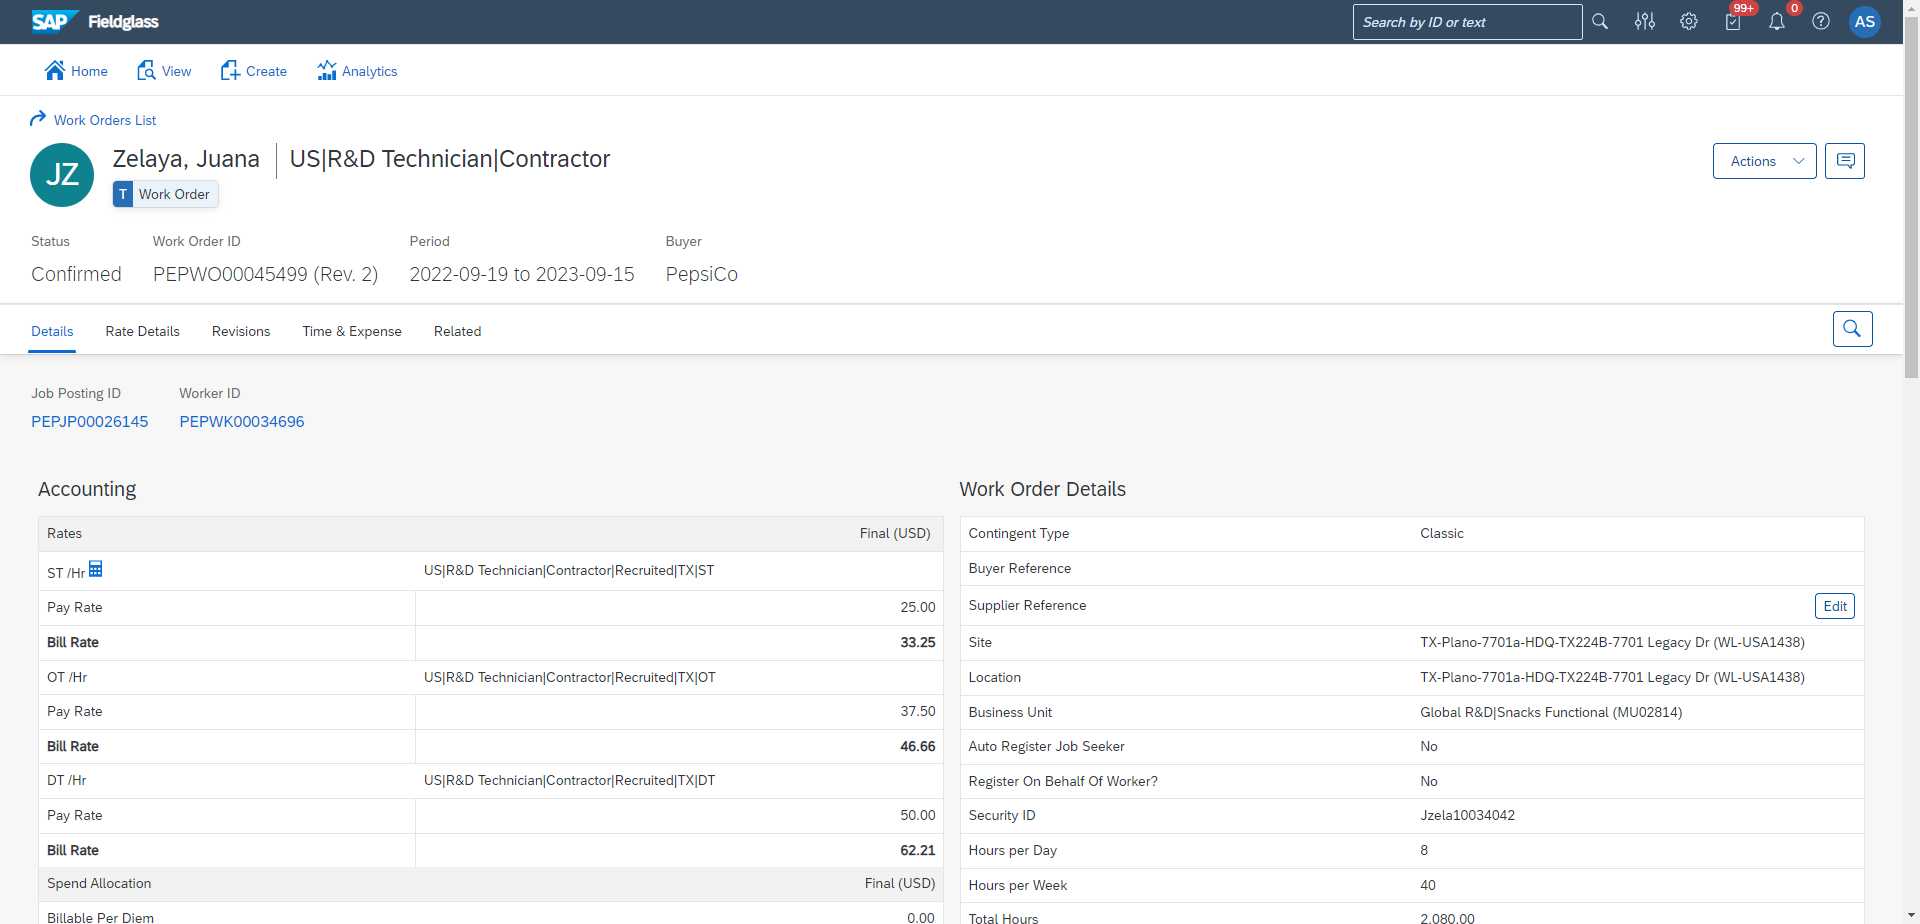 SAP Fieldglass
Search by ID or text
99+
0
AS
Home
View
Create
Analytics
Work Orders List
JZ
Zelaya, Juana
US|R&D Technician|Contractor
T Work Order
Actions
Status
Work Order ID
Period
Buyer
Confirmed
PEPWO00045499 (Rev. 2)
2022-09-19 to 2023-09-15
PepsiCo
Details
Rate Details
Revisions
Time & Expense
Related
Job Posting ID
Worker ID
PEPJP00026145
PEPWK00034696
Accounting
Rates Final (USD)
ST /Hr US|R&D Technician|Contractor|Recruited|TX|ST
Pay Rate 25.00
Bill Rate 33.25
OT /Hr US|R&D Technician|Contractor|Recruited|TX|OT
Pay Rate 37.50
Bill Rate 46.66
DT /Hr US|R&D Technician|Contractor|Recruited|TX|DT
Pay Rate 50.00
Bill Rate 62.21
Spend Allocation Final (USD)
Billable Per Diem 0.00
Work Order Details
Contingent Type Classic
Buyer Reference
Supplier Reference Edit
Site TX-Plano-7701a-HDQ-TX224B-7701 Legacy Dr (WL-USA1438)
Location TX-Plano-7701a-HDQ-TX224B-7701 Legacy Dr (WL-USA1438)
Business Unit Global R&D|Snacks Functional (MU02814)
Auto Register Job Seeker No
Register On Behalf Of Worker? No
Security ID Jzela10034042
Hours per Day 8
Hours per Week 40
Total Hours 2,080.00